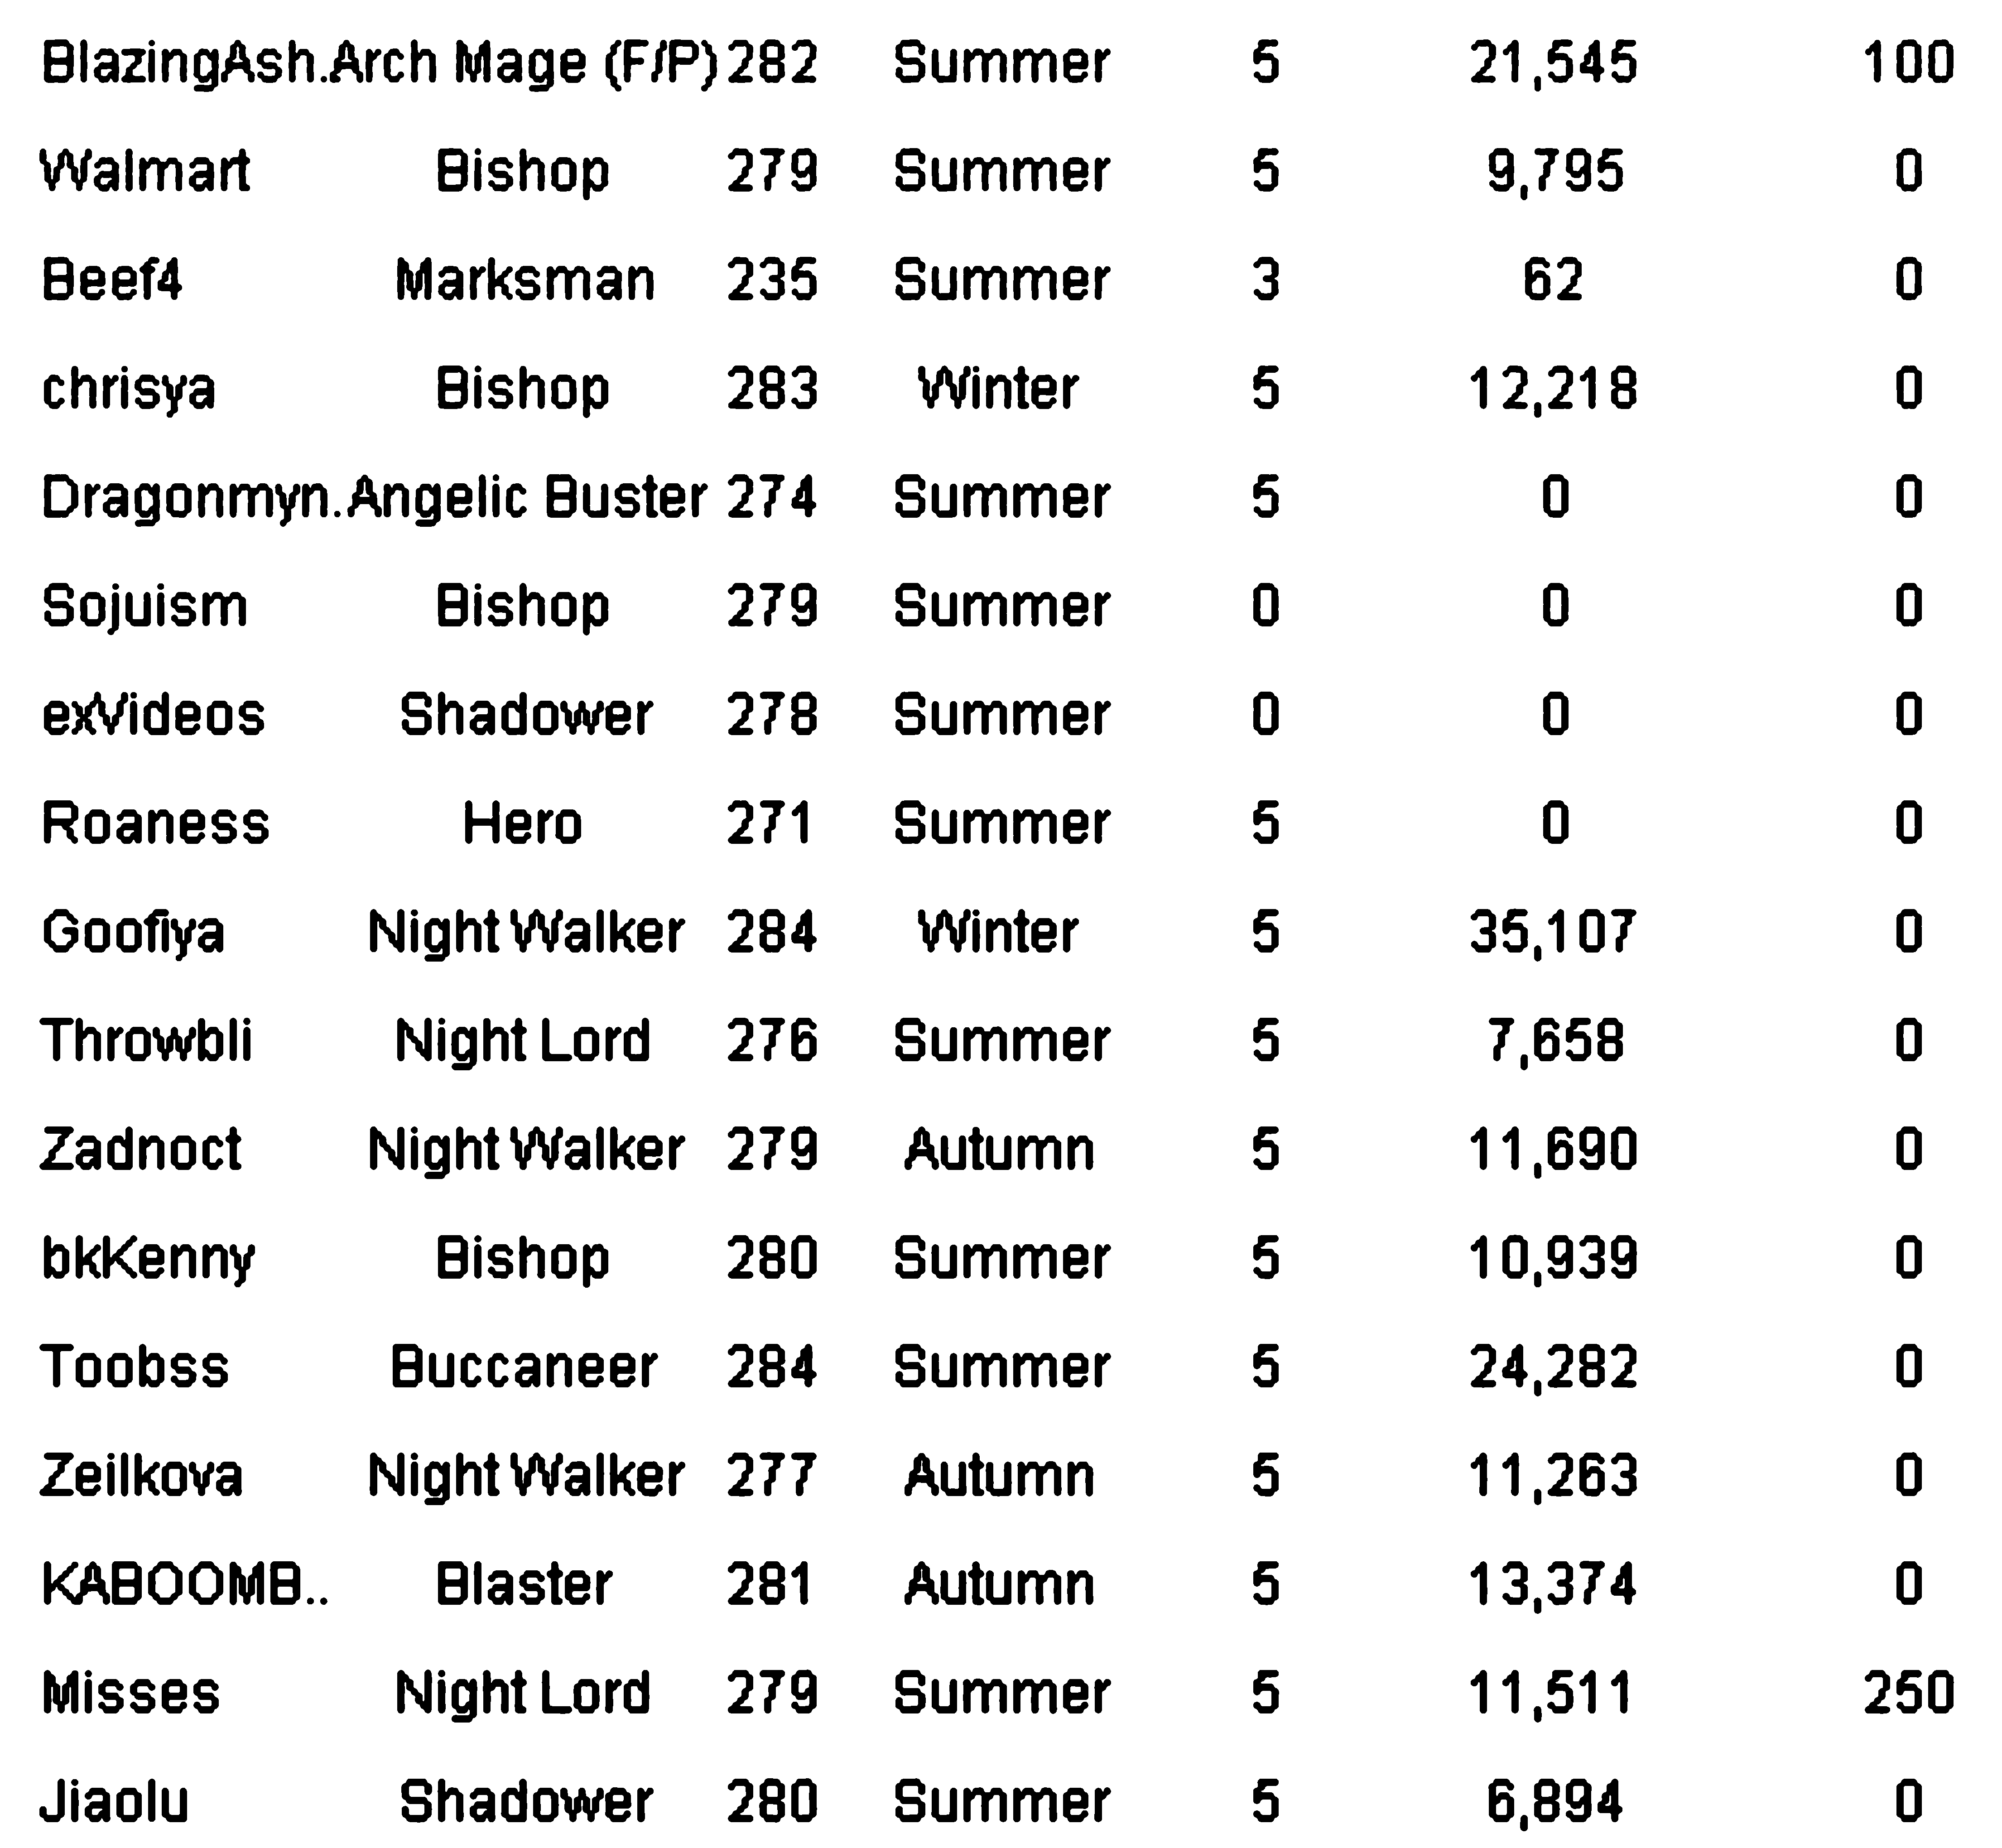 BlazingAsh.Arch Mage (F/P) 282 Summer 5 21,545 100
Walmart Bishop 279 Summer 5 9,795 0
Beef4 Marksman 235 Summer 3 62 0
chrisya Bishop 283 Winter 5 12,218 0
Dragonmyn.Angelic Buster 274 Summer 5 0 0
Sojuism Bishop 279 Summer 0 0 0
exVideos Shadower 278 Summer 0 0 0
Roaness Hero 271 Summer 5 0 0
Goofiya Night Walker 284 Winter 5 35,107 0
Throwbli Night Lord 276 Summer 5 7,658 0
Zadnoct Night Walker 279 Autumn 5 11,690 0
bkKenny Bishop 280 Summer 5 10,939 0
Toobss Buccaneer 284 Summer 5 24,282 0
Zeilkova Night Walker 277 Autumn 5 11,263 0
KABOOMB.. Blaster 281 Autumn 5 13,374 0
Misses Night Lord 279 Summer 5 11,511 250
Jiaolu Shadower 280 Summer 5 6,894 0